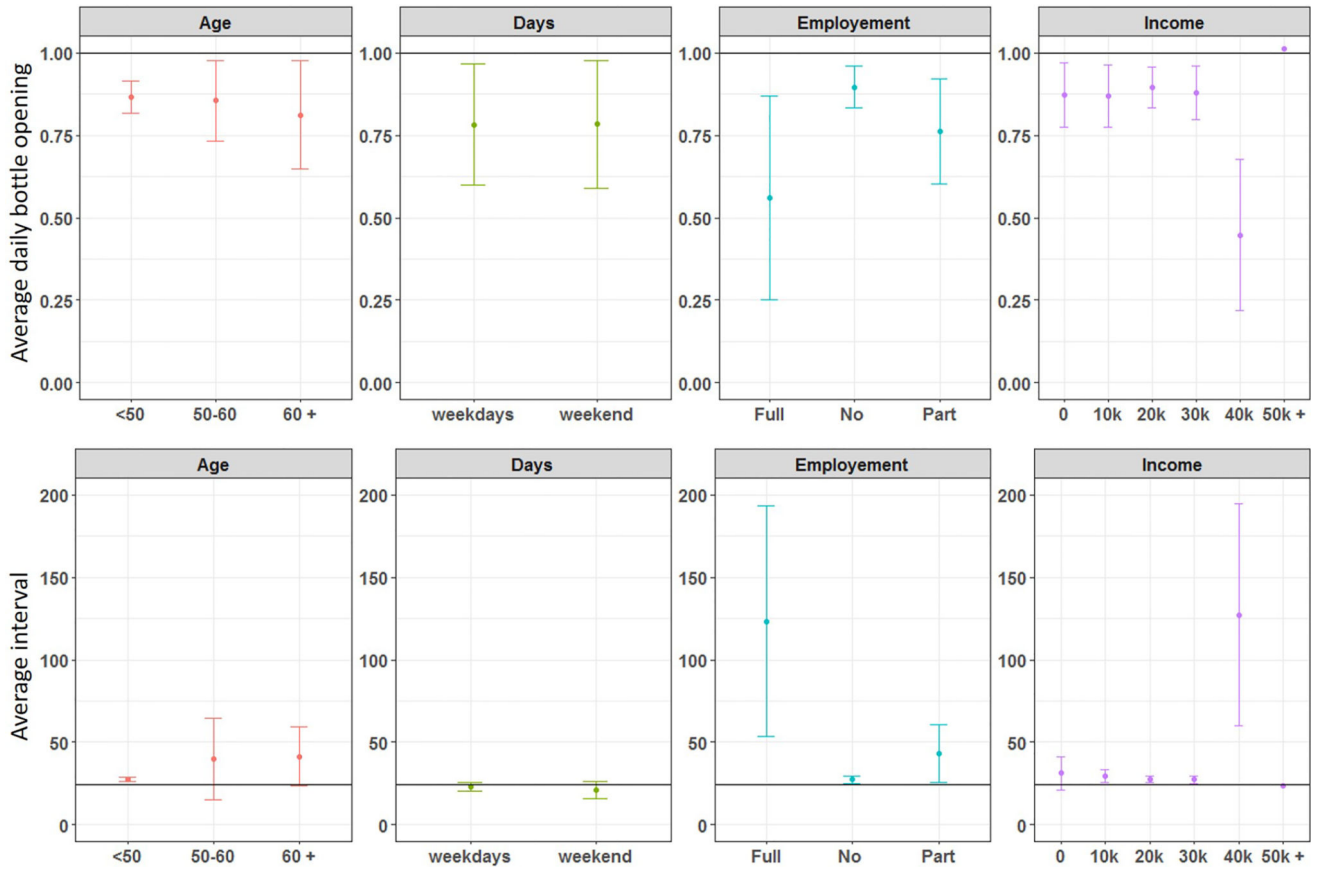 Age Days Employement Income
Average daily bottle opening
1.00 1.00 1.00 1.00
0.75 0.75 0.75 0.75
0.50 0.50 0.50 0.50
0.25 0.25 0.25 0.25
0.00 0.00 0.00 0.00
<50 50-60 60 + weekdays weekend Full No Part 0 10k 20k 30k 40k 50k +
Age Days Employement Income
Average interval
200 200 200 200
150 150 150 150
100 100 100 100
50 50 50 50
0 0 0 0
<50 50-60 60 + weekdays weekend Full No Part 0 10k 20k 30k 40k 50k +